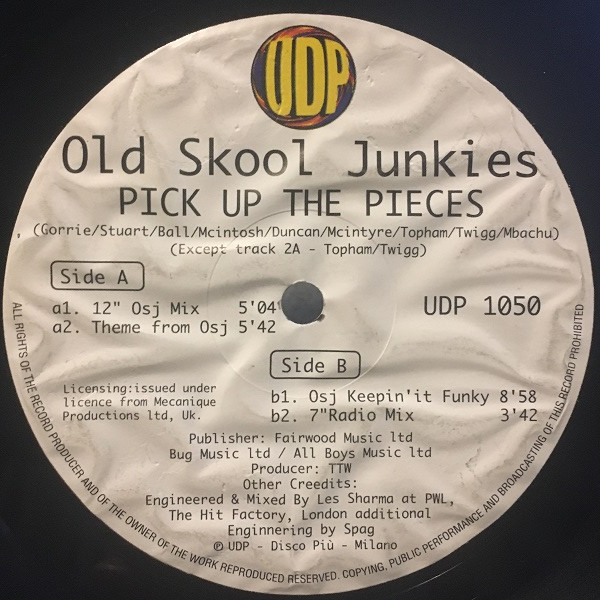 UDP
Old Skool Junkies
PICK UP THE PIECES
(Gorrie/Stuart/Ball/Mcintosh/Duncan/Mcintyre/Topham/Twigg/Mbachu)
(Except track 2A - Topham/Twigg)
Side A
a1. 12" Osj Mix 5'04"
a2. Theme from Osj 5'42
UDP 1050
Side B
b1. Osj Keepin'it Funky 8'58
b2. 7"Radio Mix 3'42
Licensing:issued under
licence from Mecanique
Productions ltd, Uk.
Publisher: Fairwood Music ltd
Bug Music ltd / All Boys Music ltd
Producer: TTW
Other Creedits:
Engineered & Mixed By Les Sharma at PWL,
The Hit Factory, London additional
Enginnering by Spag
℗ UDP - Disco Più - Milano
ALL RIGHTS OF THE RECORD PRODUCER AND OF THE OWNER OF THE WORK REPRODUCED RESERVED. COPYING, PUBLIC PERFORMANCE AND BROADCASTING OF THIS RECORD PROHIBITED